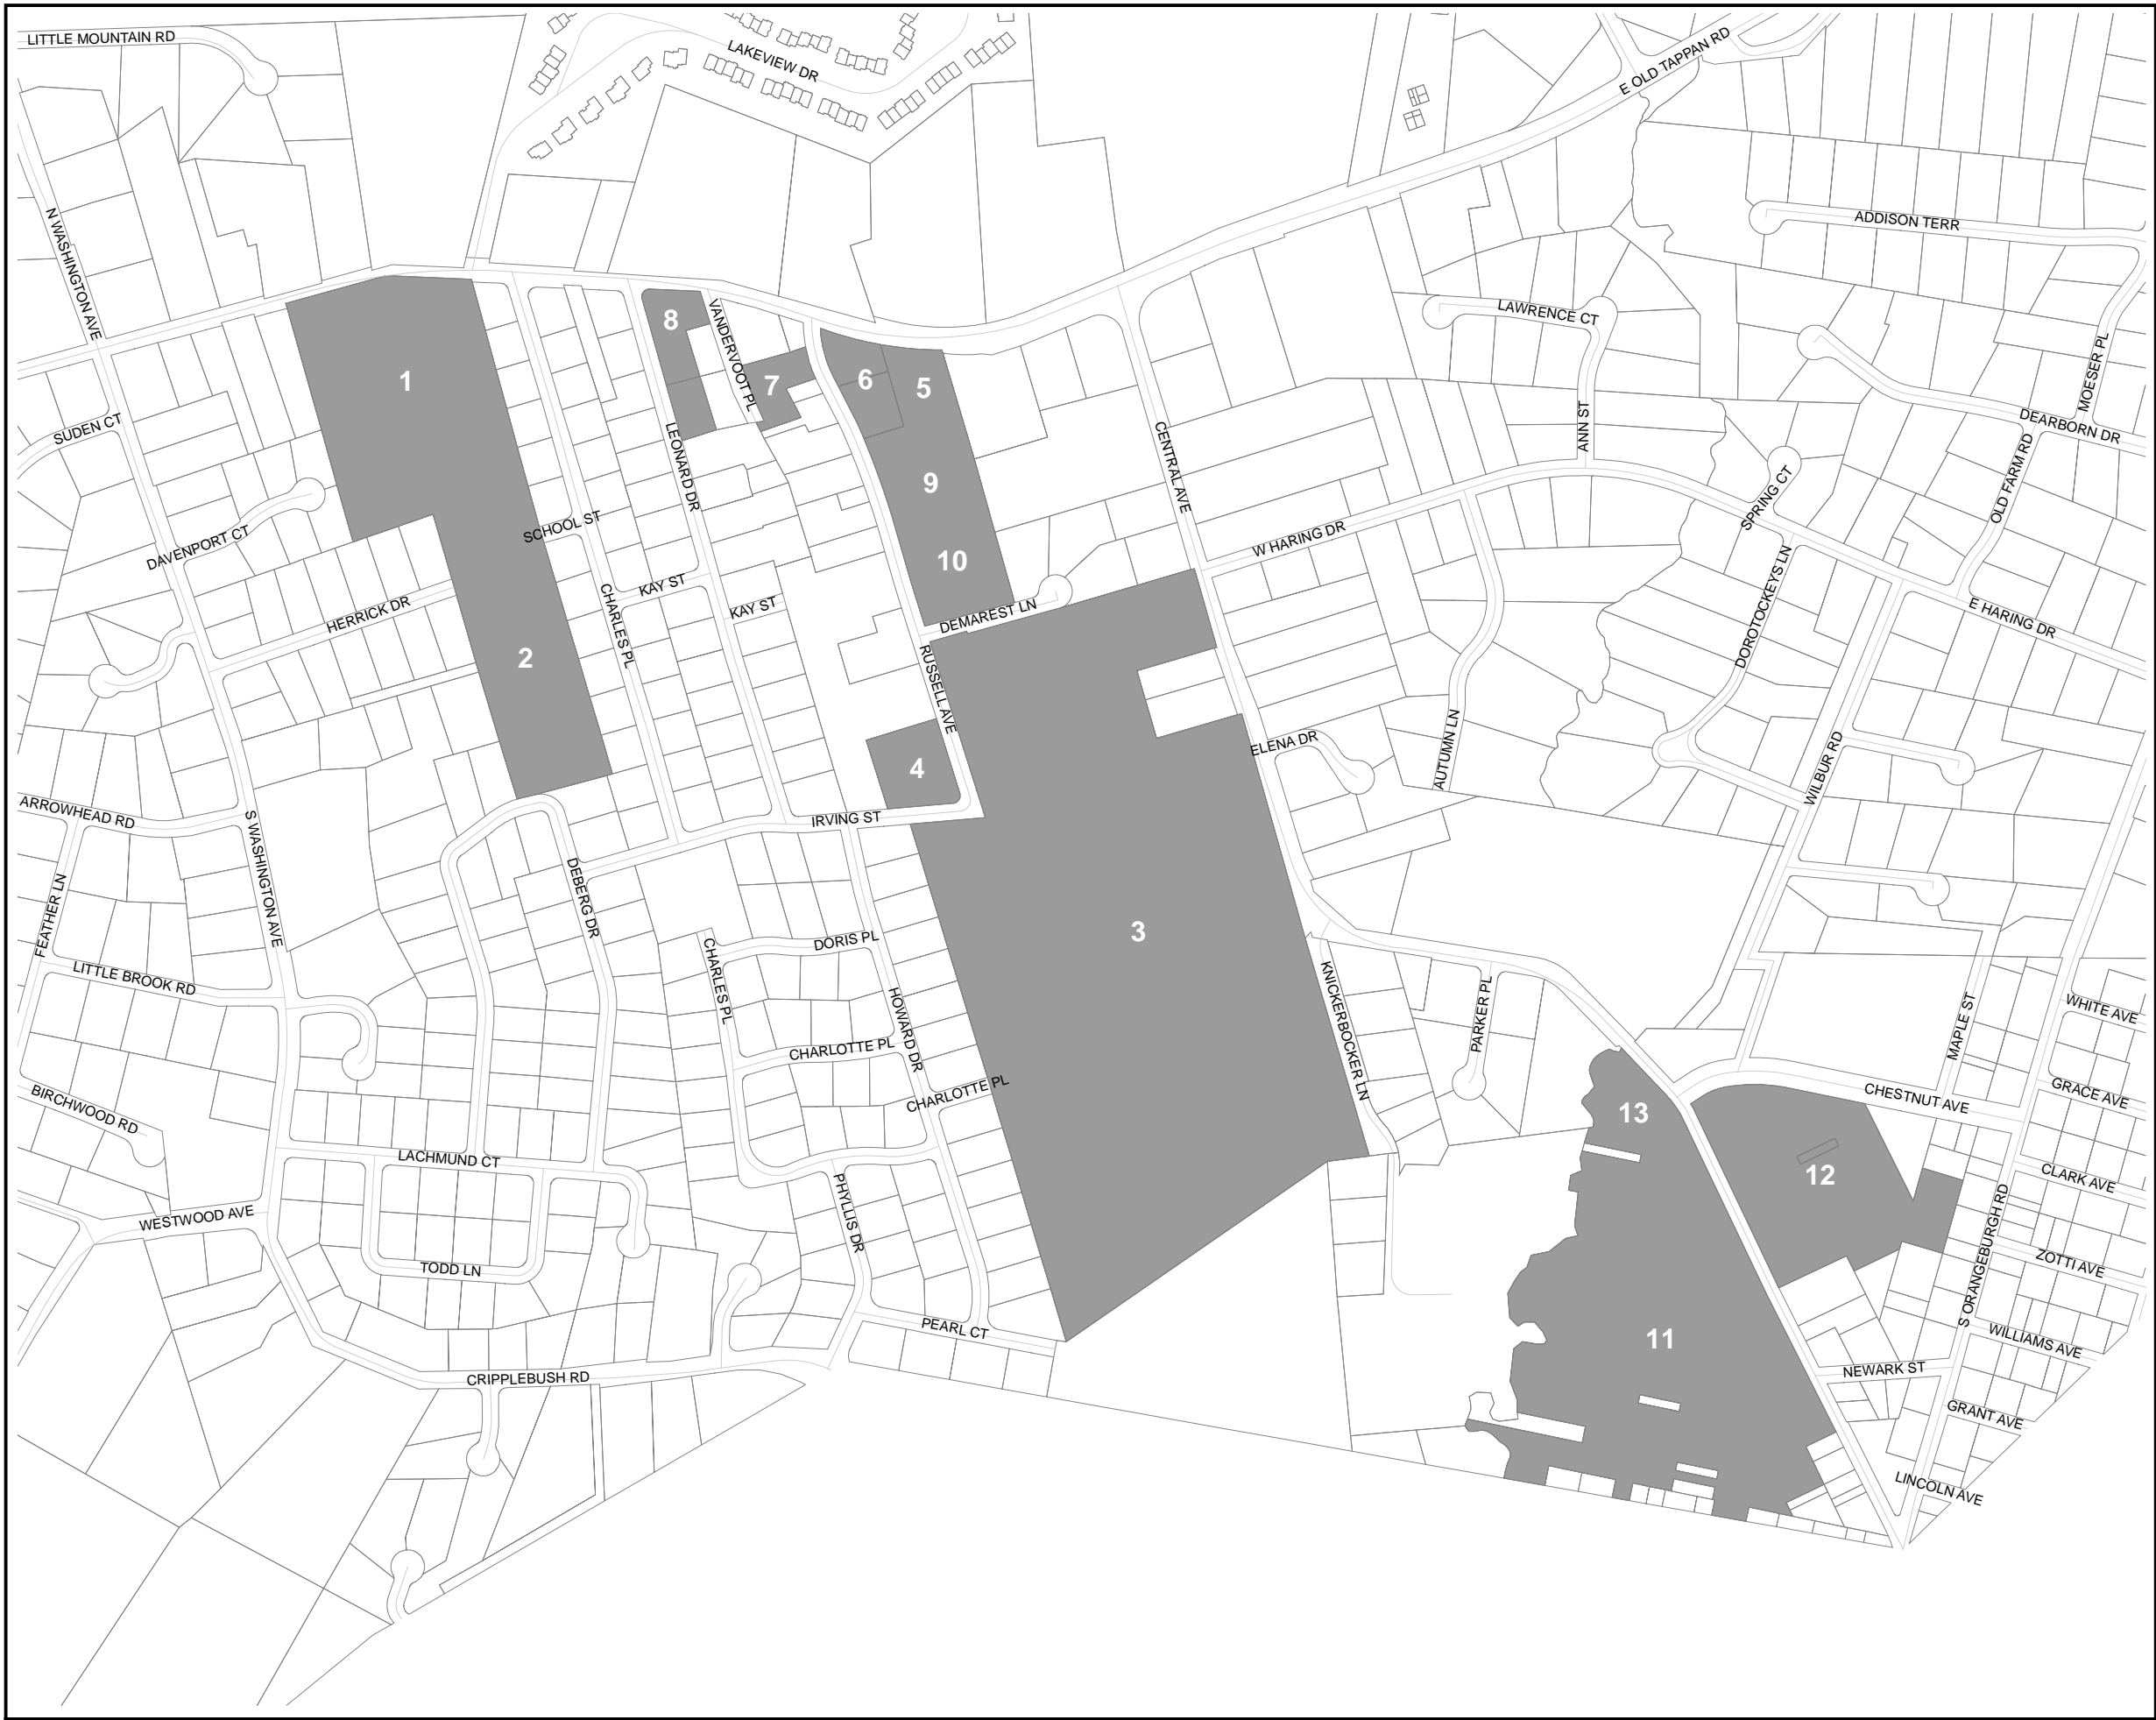 LITTLE MOUNTAIN RD
LAKEVIEW DR
E OLD TAPPAN RD
N WASHINGTON AVE
ADDISON TERR
VANDERVOOT PL
8
LAWRENCE CT
1
7
6
5
MOESER PL
SUDEN CT
LEONARD DR
CENTRAL AVE
ANN ST
DEARBORN DR
OLD FARM RD
9
SPRING CT
SCHOOL ST
DAVENPORT CT
W HARING DR
10
KAY ST
KAY ST
CHARLES PL
HERRICK DR
DEMAREST LN
DOROTOCKEYS LN
E HARING DR
2
RUSSELL AVE
4
ELENA DR
AUTUMN LN
WILBUR RD
ARROWHEAD RD
S WASHINGTON AVE
IRVING ST
DEBERG DR
FEATHER LN
3
DORIS PL
CHARLES PL
LITTLE BROOK RD
HOWARD DR
KNICKERBOCKER LN
PARKER PL
MAPLE ST
WHITE AVE
CHARLOTTE PL
CHARLOTTE PL
BIRCHWOOD RD
13
CHESTNUT AVE
GRACE AVE
LACHMUND CT
12
CLARK AVE
WESTWOOD AVE
PHYLLIS DR
S ORANGEBURGH RD
TODD LN
ZOTTI AVE
PEARL CT
11
WILLIAMS AVE
CRIPPLEBUSH RD
NEWARK ST
GRANT AVE
LINCOLN AVE